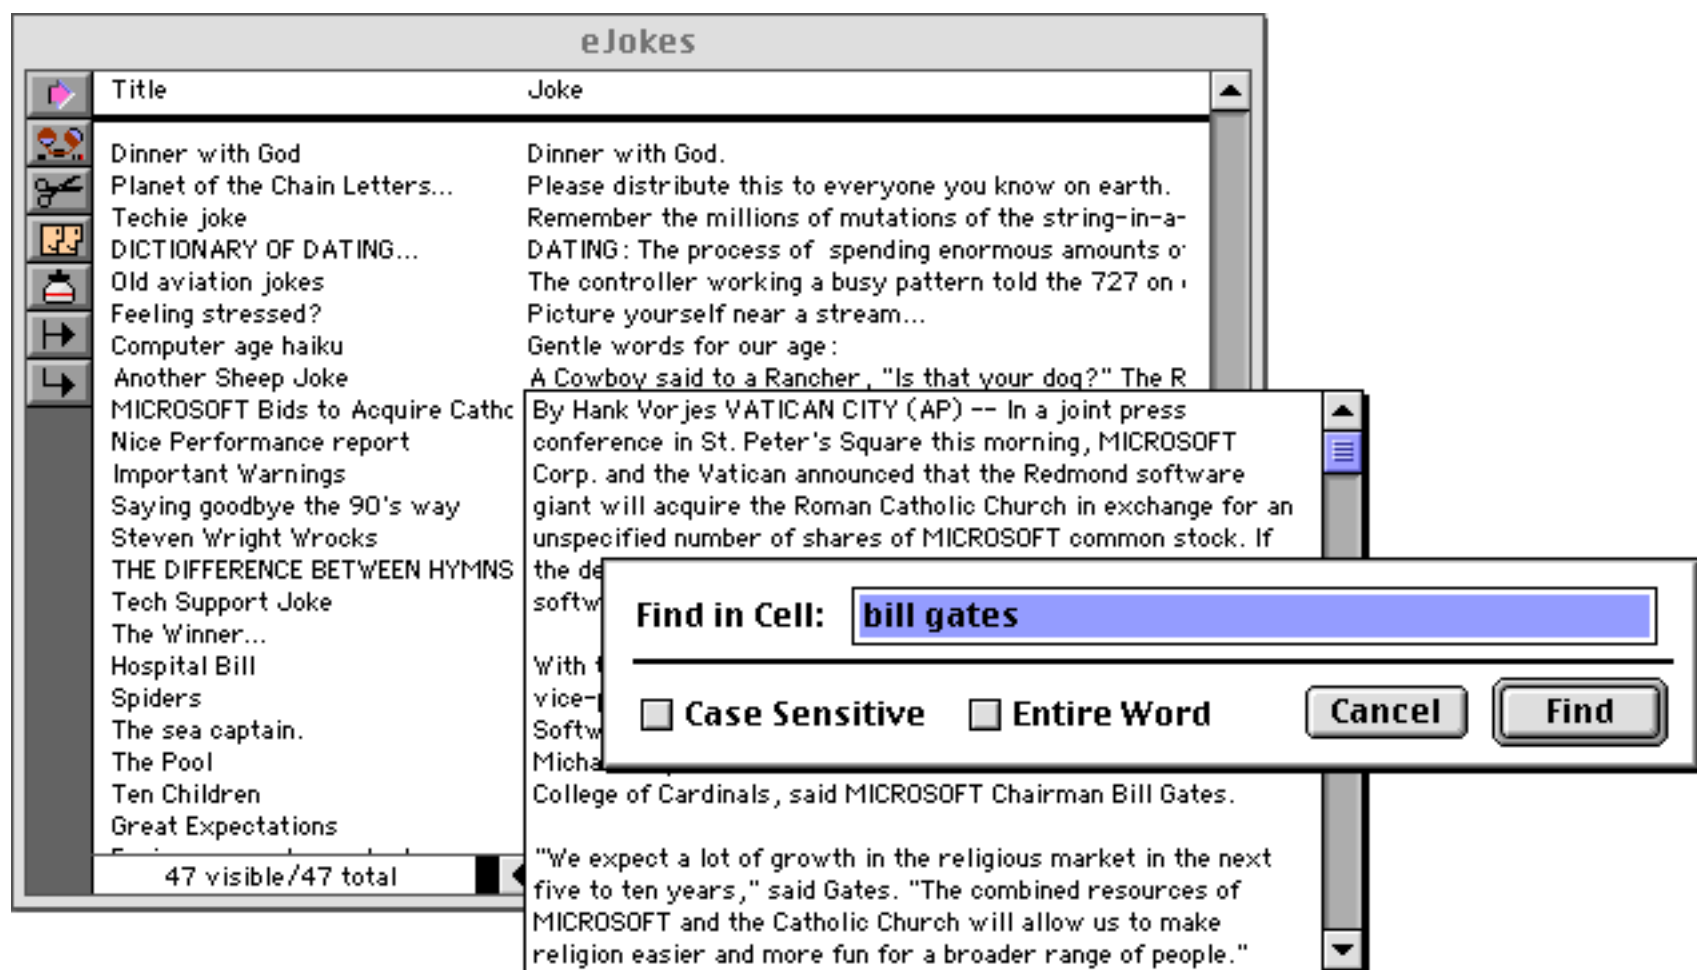 eJokes
Title Joke
Dinner with God Dinner with God.
Planet of the Chain Letters... Please distribute this to everyone you know on earth.
Techie joke Remember the millions of mutations of the string-in-a-
DICTIONARY OF DATING... DATING: The process of spending enormous amounts
Old aviation jokes The controller working a busy pattern told the 727 on
Feeling stressed? Picture yourself near a stream...
Computer age haiku Gentle words for our age:
Another Sheep Joke A Cowboy said to a Rancher, "Is that your dog?" The R
MICROSOFT Bids to Acquire By Hank Vorjes VATICAN CITY (AP) -- In a joint press
Nice Performance report conference in St. Peter's Square this morning, MICROSOFT
Important Warnings Corp. and the Vatican announced that the Redmond software
Saying goodbye the 90's way giant will acquire the Roman Catholic Church in exchange for an
Steven Wright Wrocks unspecified number of shares of MICROSOFT common stock. If
THE DIFFERENCE BETWEEN HYMNS the
Tech Support Joke
The Winner...
Hospital Bill With
Spiders
The sea captain.
The Pool
Ten Children College of Cardinals, said MICROSOFT Chairman Bill Gates.
Great Expectations
"We expect a lot of growth in the religious market in the next
47 visible/47 total five to ten years," said Gates. "The combined resources of
MICROSOFT and the Catholic Church will allow us to make
religion easier and more fun for a broader range of people."
Find in Cell: bill gates
Case Sensitive Entire Word Cancel Find